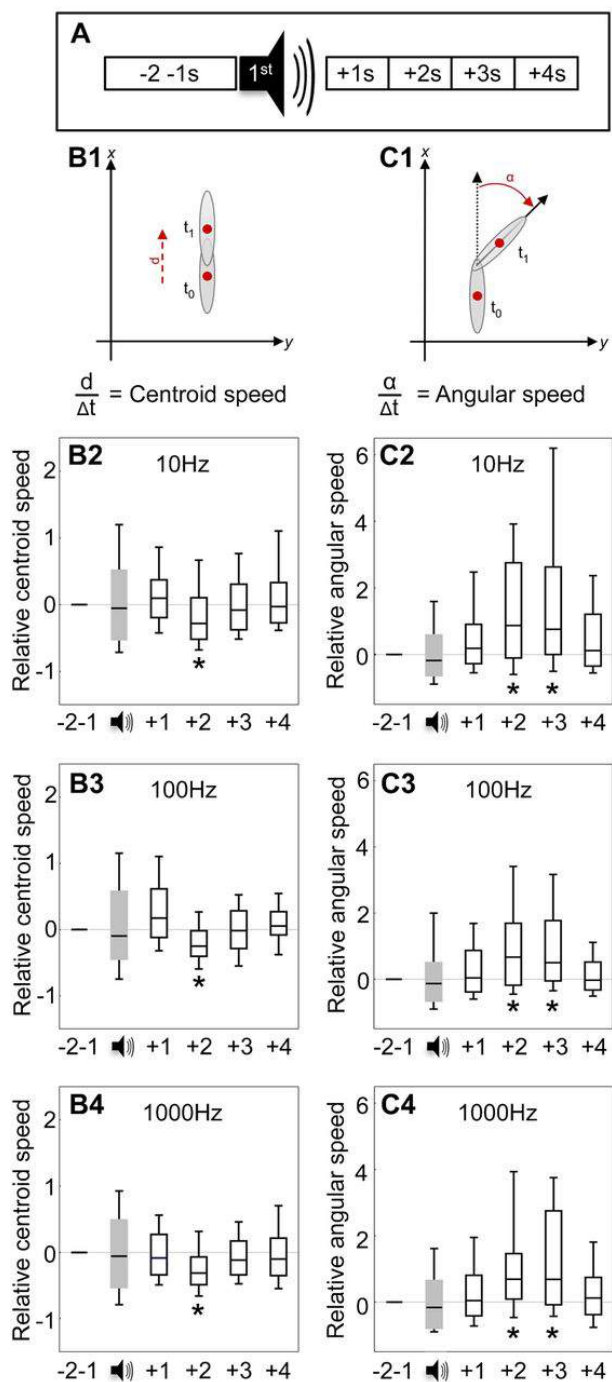 A
-2 -1s 1st +1s +2s +3s +4s
B1
x
t1
d
t0
y
d/Δt = Centroid speed
C1
x
α
t1
t0
y
α/Δt = Angular speed
B2
10Hz
Relative centroid speed
2
1
0
-1
*
-2-1 +1 +2 +3 +4
C2
10Hz
Relative angular speed
6
4
2
0
* *
-2-1 +1 +2 +3 +4
B3
100Hz
Relative centroid speed
2
1
0
-1
*
-2-1 +1 +2 +3 +4
C3
100Hz
Relative angular speed
6
4
2
0
* *
-2-1 +1 +2 +3 +4
B4
1000Hz
Relative centroid speed
2
1
0
-1
*
-2-1 +1 +2 +3 +4
C4
1000Hz
Relative angular speed
6
4
2
0
* *
-2-1 +1 +2 +3 +4